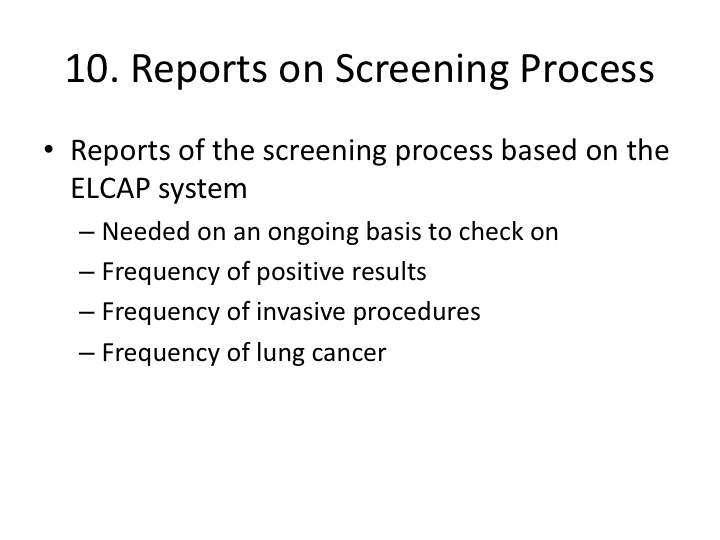 10. Reports on Screening Process
• Reports of the screening process based on the
ELCAP system
– Needed on an ongoing basis to check on
– Frequency of positive results
– Frequency of invasive procedures
– Frequency of lung cancer